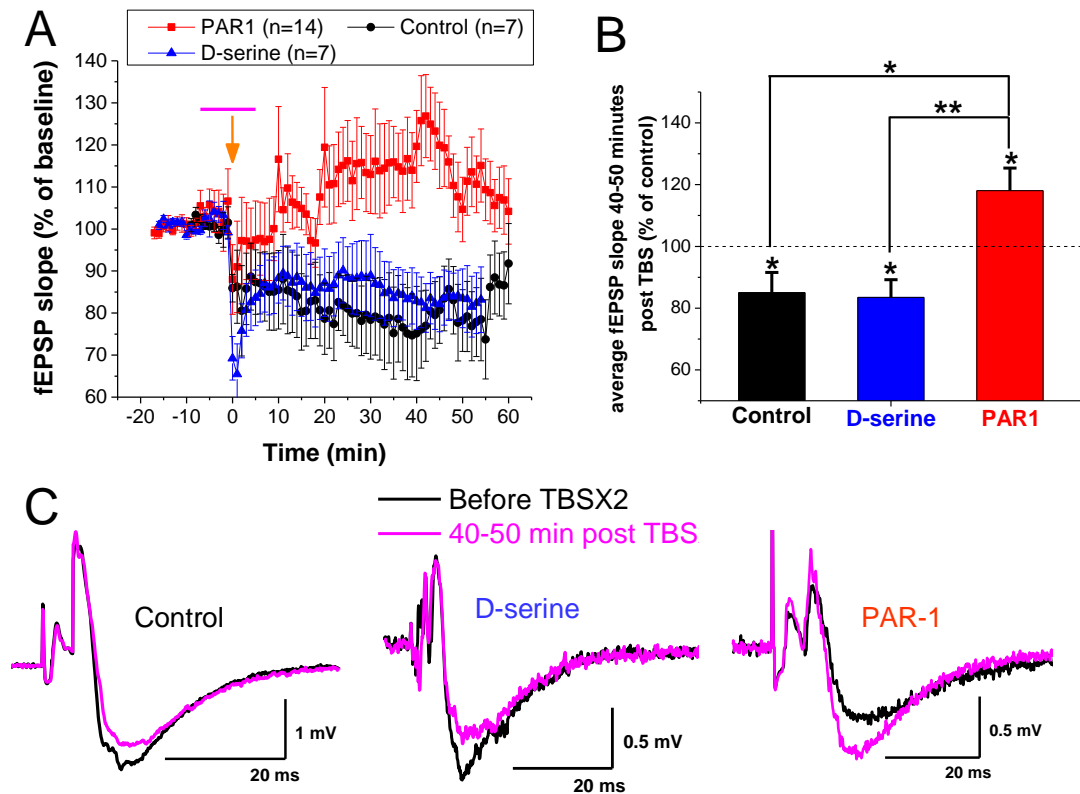 A
PAR1 (n=14) Control (n=7)
D-serine (n=7)
fEPSP slope (% of baseline)
140
130
120
110
100
90
80
70
60
-20 -10 0 10 20 30 40 50 60
Time (min)
B
average fEPSP slope 40-50 minutes
post TBS (% of control)
140
120
100
80
60
*
**
*
*
*
Control D-serine PAR1
C
Before TBSX2
40-50 min post TBS
Control
1 mV
20 ms
D-serine
0.5 mV
20 ms
PAR-1
0.5 mV
20 ms